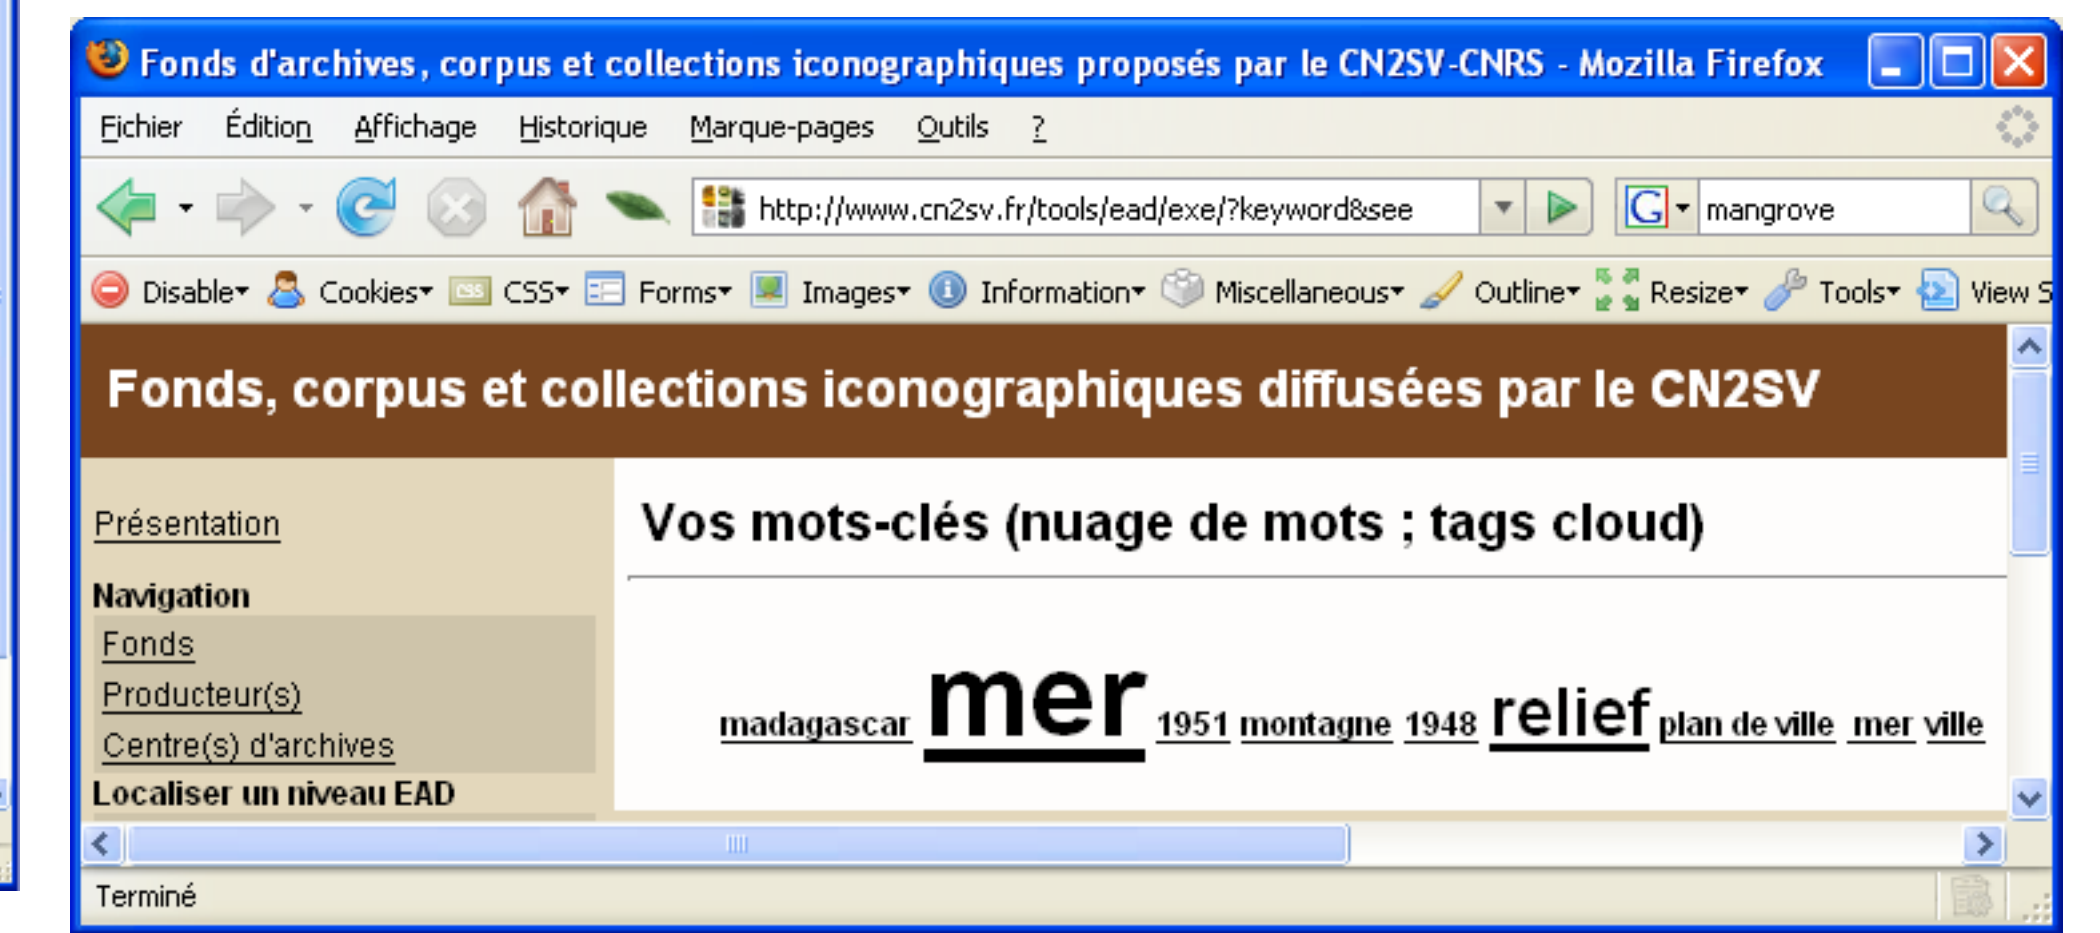 Fonds d'archives, corpus et collections iconographiques proposés par le CN2SV-CNRS - Mozilla Firefox
Fichier Édition Affichage Historique Marque-pages Outils ?
http://www.cn2sv.fr/tools/ead/exe/?keyword&see G mangrove
Disable Cookies CSS CSS Forms Images Information Miscellaneous Outline Resize Tools View S
Fonds, corpus et collections iconographiques diffusées par le CN2SV
Présentation
Navigation
Fonds
Producteur(s)
Centre(s) d'archives
Localiser un niveau EAD
Vos mots-clés (nuage de mots ; tags cloud)
madagascar mer 1951 montagne 1948 relief plan de ville mer ville
Terminé